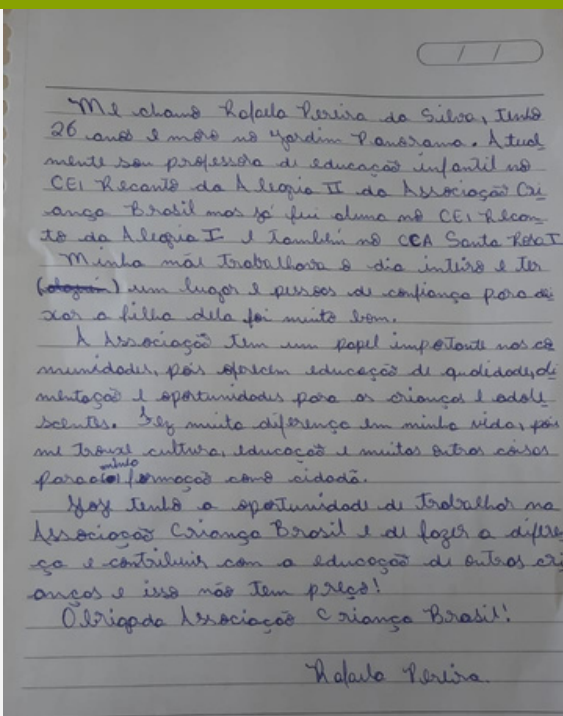 / /
Me chamo Rafaela Pereira da Silva, tenho
26 anos e moro no Jardim Panorama. Atual
mente sou professora de educação infantil no
CEI Recanto da Alegria II da Associação Cri
ança Brasil mas já fui aluna no CEI Recan
to da Alegria I e também no CCA Santa Rosa I
Minha mãe trabalhava o dia inteiro e ter
um lugar e pessoas de confiança para dei
xar a filha dela foi muito bom.
A Associação tem um papel importante nas co
munidades, pois oferecem educação de qualidade, ali
mentação e oportunidades para as crianças e adole
scentes. Fez muita diferença em minha vida, pois
me trouxe cultura, educação e muitas outras coisas
para minha formação como cidadã.
Hoje tenho a oportunidade de trabalhar na
Associação Criança Brasil e de fazer a diferen
ça e contribuir com a educação de outras cri
anças e isso não tem preço!
Obrigada Associação Criança Brasil!
Rafaela Pereira.